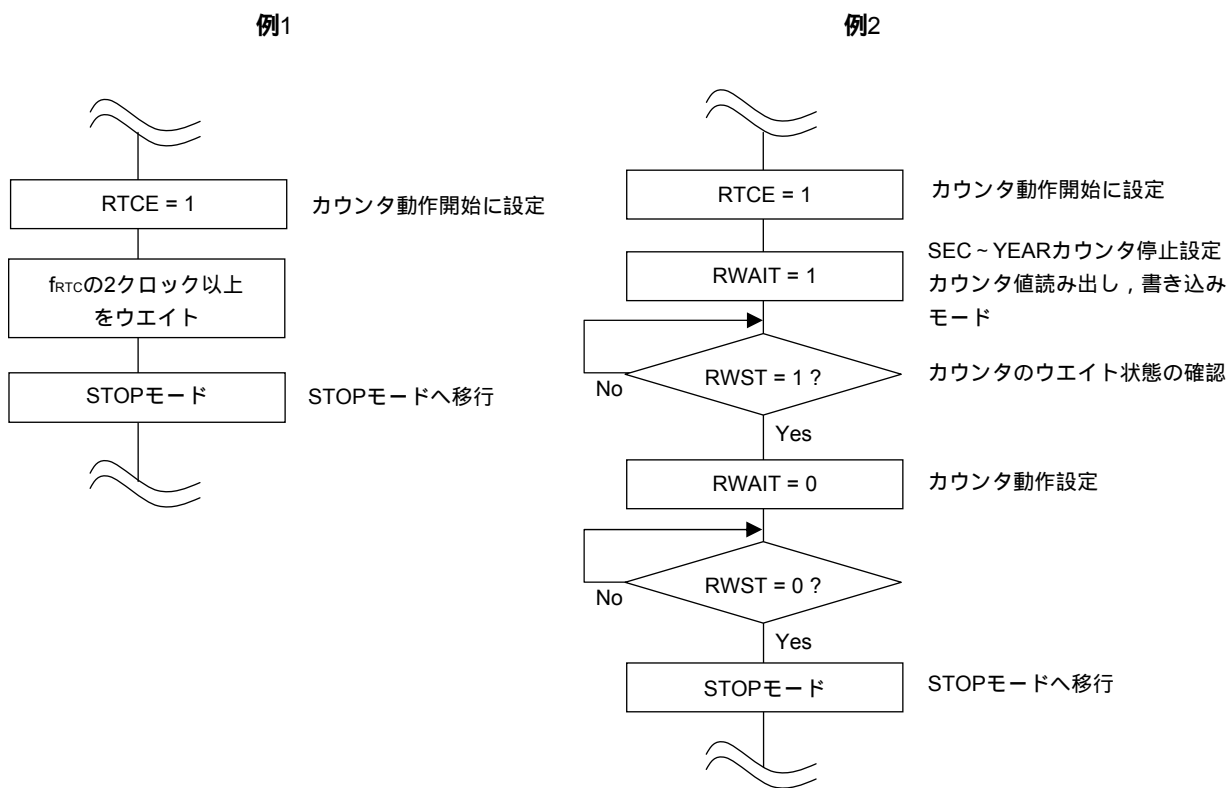 例1
RTCE = 1
カウンタ動作開始に設定
fRTCの2クロック以上
をウエイト
STOPモード
STOPモードへ移行
例2
RTCE = 1
カウンタ動作開始に設定
RWAIT = 1
SEC～YEARカウンタ停止設定
カウンタ値読み出し，書き込み
モード
RWST = 1 ?
カウンタのウエイト状態の確認
No
Yes
RWAIT = 0
カウンタ動作設定
RWST = 0 ?
No
Yes
STOPモード
STOPモードへ移行